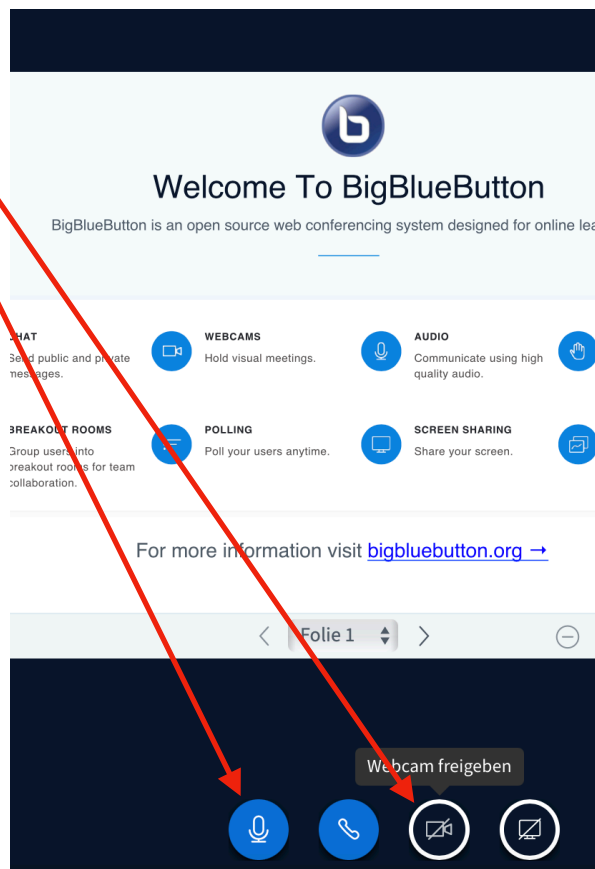 Welcome To BigBlueButton
BigBlueButton is an open source web conferencing system designed for online lea
CHAT
Send public and private
messages.
WEBCAMS
Hold visual meetings.
AUDIO
Communicate using high
quality audio.
BREAKOUT ROOMS
Group users into
breakout rooms for team
collaboration.
POLLING
Poll your users anytime.
SCREEN SHARING
Share your screen.
For more information visit bigbluebutton.org →
Folie 1
Webcam freigeben